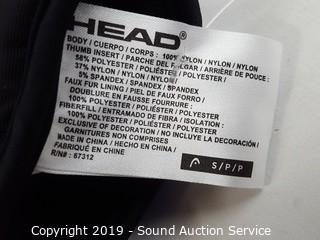 HEAD
BODY / CUERPO / CORPS : 100% NYLON / NYLON / NYLON
THUMB INSERT / PARCHE DEL PULGAR / ARRIÈRE DE POUCE :
58% POLYESTER / POLIÉSTER / POLYESTER /
37% NYLON / NYLON / NYLON
5% SPANDEX / SPANDEX / SPANDEX
FAUX FUR LINING / PIEL DE FAUX FORRO /
DOUBLURE EN FAUSSE FOURRURE :
100% POLYESTER / POLIÉSTER / POLYESTER
FIBERFILL / ENTRAMADO DE FIBRA / ISOLATION :
100% POLYESTER / POLIÉSTER / POLYESTER
EXCLUSIVE OF DECORATION / NO INCLUYE LA DECORACIÓN /
GARNITURES NON COMPRISES
MADE IN CHINA / HECHO EN CHINA /
FABRIQUÉ EN CHINE
R/N# : 67312
S/P/P
Copyright 2019 - Sound Auction Service